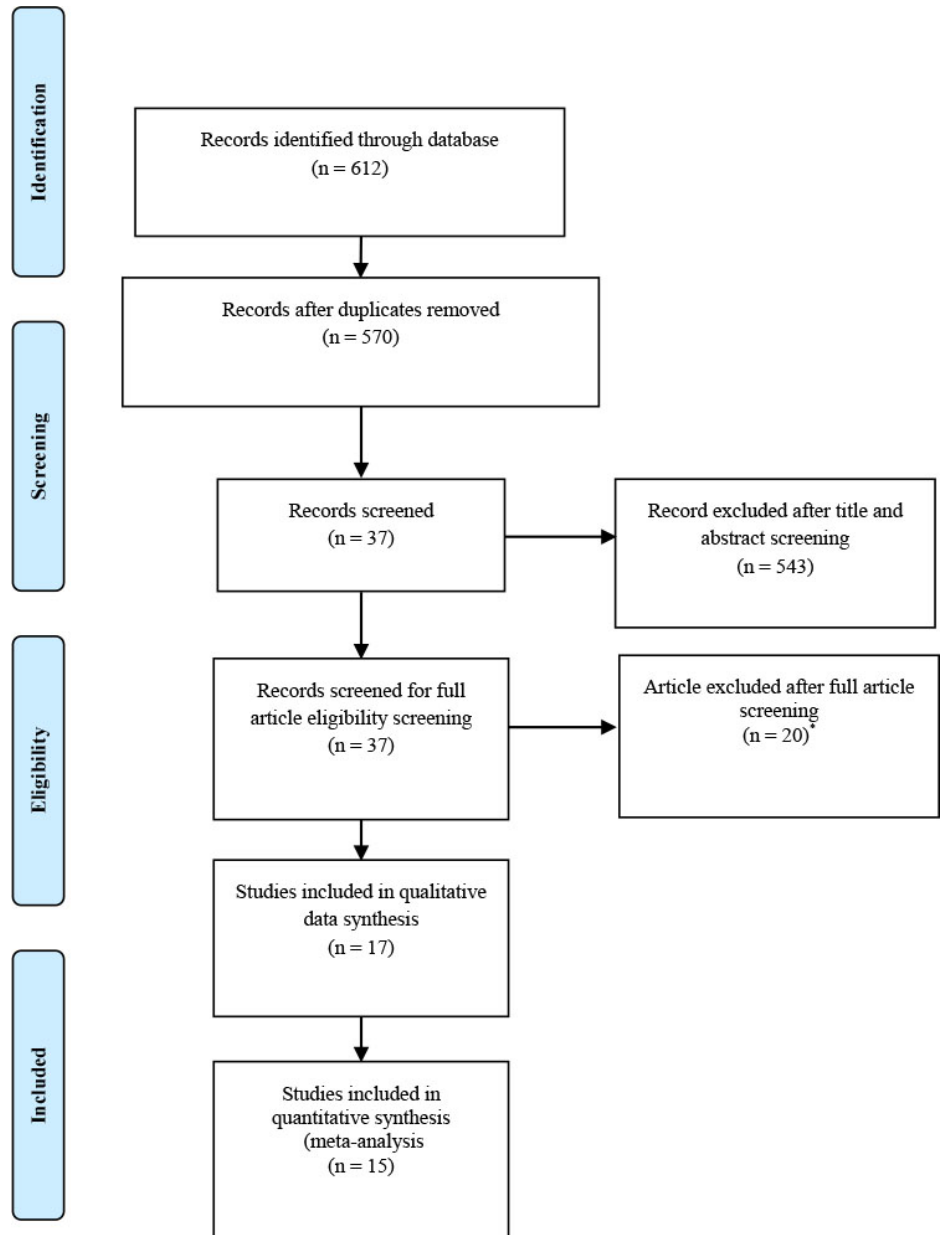 Identification
Records identified through database
(n = 612)
Records after duplicates removed
(n = 570)
Screening
Records screened
(n = 37)
Record excluded after title and
abstract screening
(n = 543)
Eligibility
Records screened for full
article eligibility screening
(n = 37)
Article excluded after full article
screening
(n = 20)*
Studies included in qualitative
data synthesis
(n = 17)
Included
Studies included in
quantitative synthesis
(meta-analysis
(n = 15)